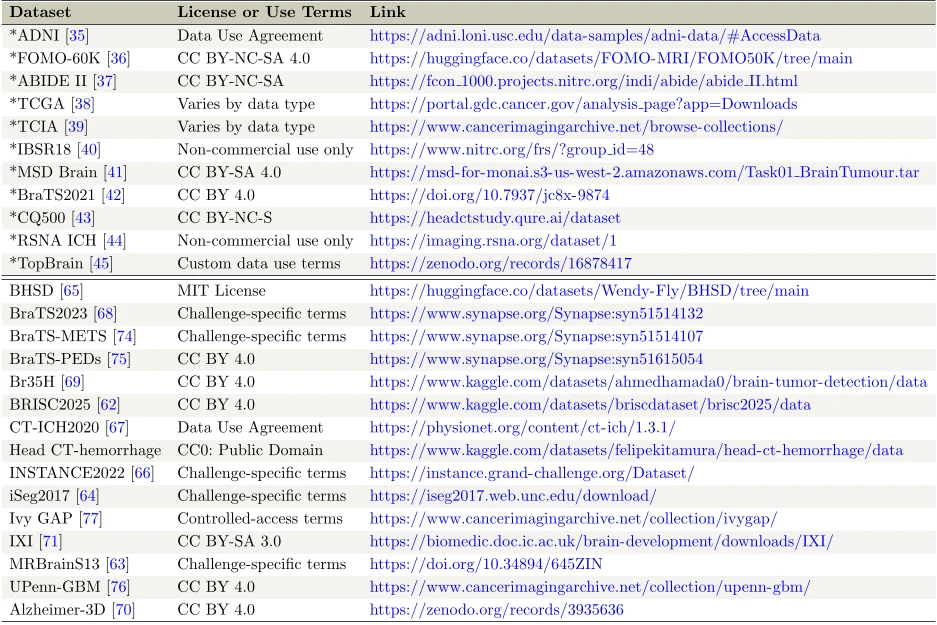 Dataset License or Use Terms Link
*ADNI [35] Data Use Agreement https://adni.loni.usc.edu/data-samples/adni-data/#AccessData
*FOMO-60K [36] CC BY-NC-SA 4.0 https://huggingface.co/datasets/FOMO-MRI/FOMO50K/tree/main
*ABIDE II [37] CC BY-NC-SA https://fcon_1000.projects.nitrc.org/indi/abide/abide_II.html
*TCGA [38] Varies by data type https://portal.gdc.cancer.gov/analysis_page?app=Downloads
*TCIA [39] Varies by data type https://www.cancerimagingarchive.net/browse-collections/
*IBSR18 [40] Non-commercial use only https://www.nitrc.org/frs/?group_id=48
*MSD Brain [41] CC BY-SA 4.0 https://msd-for-monai.s3-us-west-2.amazonaws.com/Task01_BrainTumour.tar
*BraTS2021 [42] CC BY 4.0 https://doi.org/10.7937/jc8x-9874
*CQ500 [43] CC BY-NC-S https://headctstudy.qure.ai/dataset
*RSNA ICH [44] Non-commercial use only https://imaging.rsna.org/dataset/1
*TopBrain [45] Custom data use terms https://zenodo.org/records/16878417
BHSD [65] MIT License https://huggingface.co/datasets/Wendy-Fly/BHSD/tree/main
BraTS2023 [68] Challenge-specific terms https://www.synapse.org/Synapse:syn51514132
BraTS-METS [74] Challenge-specific terms https://www.synapse.org/Synapse:syn51514107
BraTS-PEDs [75] CC BY 4.0 https://www.synapse.org/Synapse:syn51615054
Br35H [69] CC BY 4.0 https://www.kaggle.com/datasets/ahmedhamada0/brain-tumor-detection/data
BRISC2025 [62] CC BY 4.0 https://www.kaggle.com/datasets/briscdataset/brisc2025/data
CT-ICH2020 [67] Data Use Agreement https://physionet.org/content/ct-ich/1.3.1/
Head CT-hemorrhage CC0: Public Domain https://www.kaggle.com/datasets/felipekitamura/head-ct-hemorrhage/data
INSTANCE2022 [66] Challenge-specific terms https://instance.grand-challenge.org/Dataset/
iSeg2017 [64] Challenge-specific terms https://iseg2017.web.unc.edu/download/
Ivy GAP [77] Controlled-access terms https://www.cancerimagingarchive.net/collection/ivygap/
IXI [71] CC BY-SA 3.0 https://biomedic.doc.ic.ac.uk/brain-development/downloads/IXI/
MRBrainS13 [63] Challenge-specific terms https://doi.org/10.34894/645ZIN
UPenn-GBM [76] CC BY 4.0 https://www.cancerimagingarchive.net/collection/upenn-gbm/
Alzheimer-3D [70] CC BY 4.0 https://zenodo.org/records/3935636